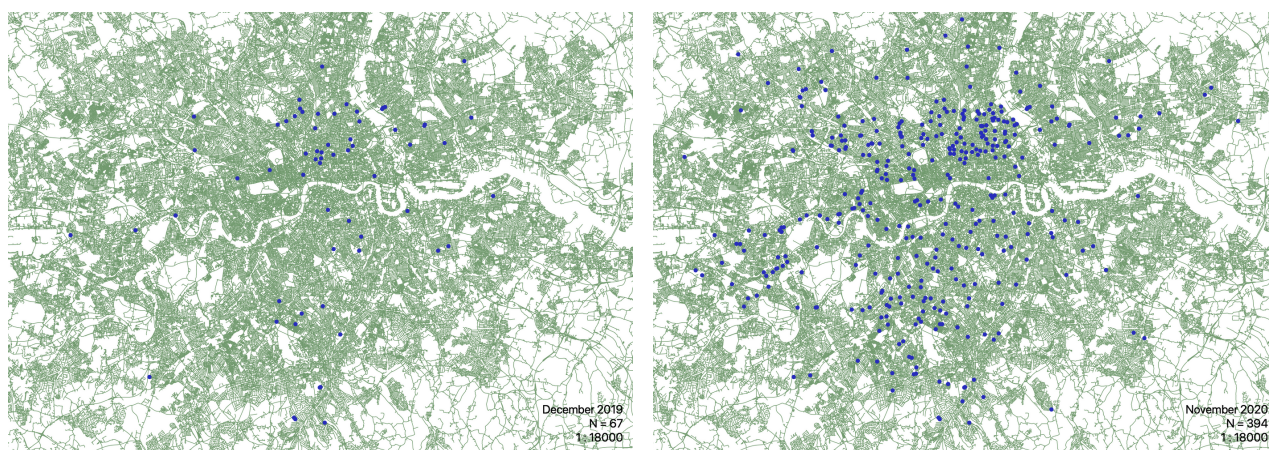 December 2019
N = 67
1 : 18000
November 2020
N = 394
1 : 18000